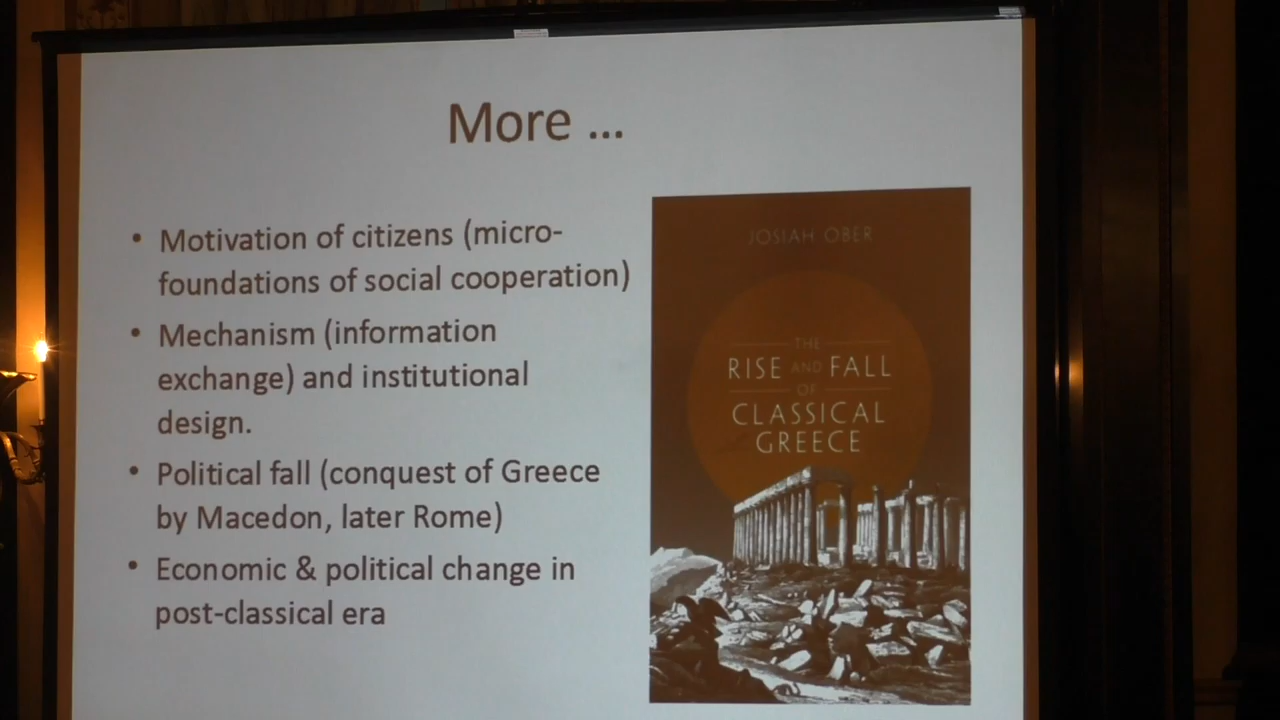 More ...
• Motivation of citizens (micro-
foundations of social cooperation)
• Mechanism (information
exchange) and institutional
design.
• Political fall (conquest of Greece
by Macedon, later Rome)
• Economic & political change in
post-classical era
JOSIAH OBER
THE
RISE AND FALL
OF
CLASSICAL
GREECE